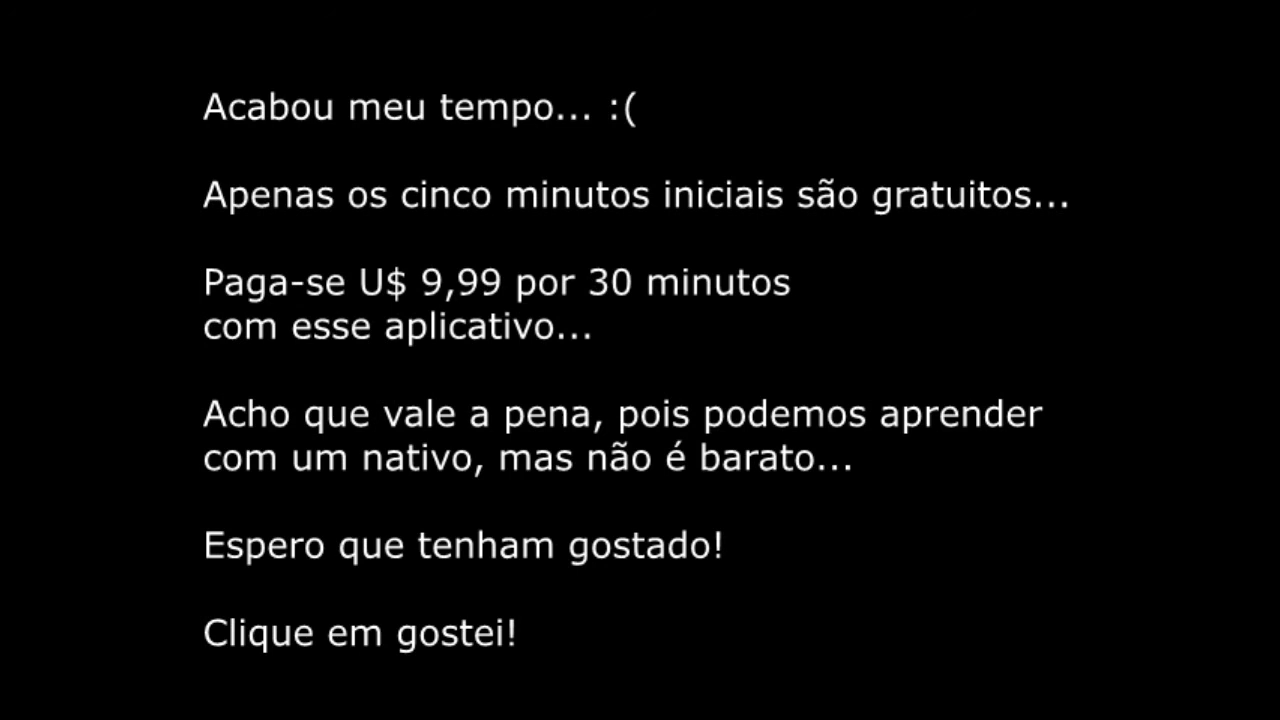 Acabou meu tempo... :(
Apenas os cinco minutos iniciais são gratuitos...
Paga-se U$ 9,99 por 30 minutos
com esse aplicativo...
Acho que vale a pena, pois podemos aprender
com um nativo, mas não é barato...
Espero que tenham gostado!
Clique em gostei!